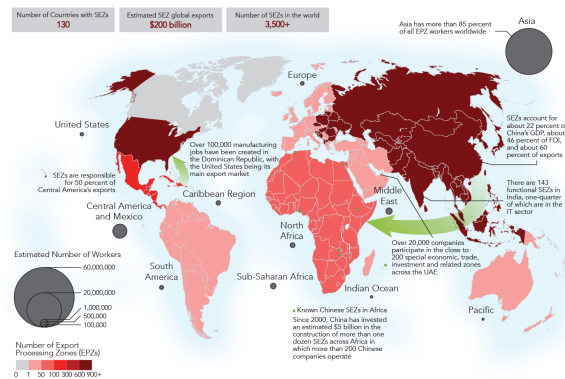 Number of Countries with SEZs
130
Estimated SEZ global exports
$200 billion
Number of SEZs in the world
3,500+
Asia has more than 85 percent
of all EPZ workers worldwide
Asia
Europe
United States
SEZs are responsible
for 50 percent of
Central America's exports
Over 100,000 manufacturing
jobs have been created in
the Dominican Republic, with
the United States being its
main export market
SEZs account for
about 22 percent o
China's GDP, about
46 percent of FDI,
and about 60
percent of exports
There are 143
functional SEZs in
India, one-quarter
of which are in the
IT sector
Caribbean Region
Central America
and Mexico
Middle
East
North
Africa
Over 20,000 companies
participate in the close to
200 special economic, trade,
investment and related zones
across the UAE
Estimated Number of Workers
60,000,000
20,000,000
1,000,000
500,000
100,000
South
America
Sub-Saharan Africa
Indian Ocean
Pacific
Known Chinese SEZs in Africa
Since 2000, China has invested
an estimated $5 billion in the
construction of more than one
dozen SEZs across Africa in
which more than 200 Chinese
companies operate
Number of Export
Processing Zones (EPZs)
0 1 50 100 300 600 900+